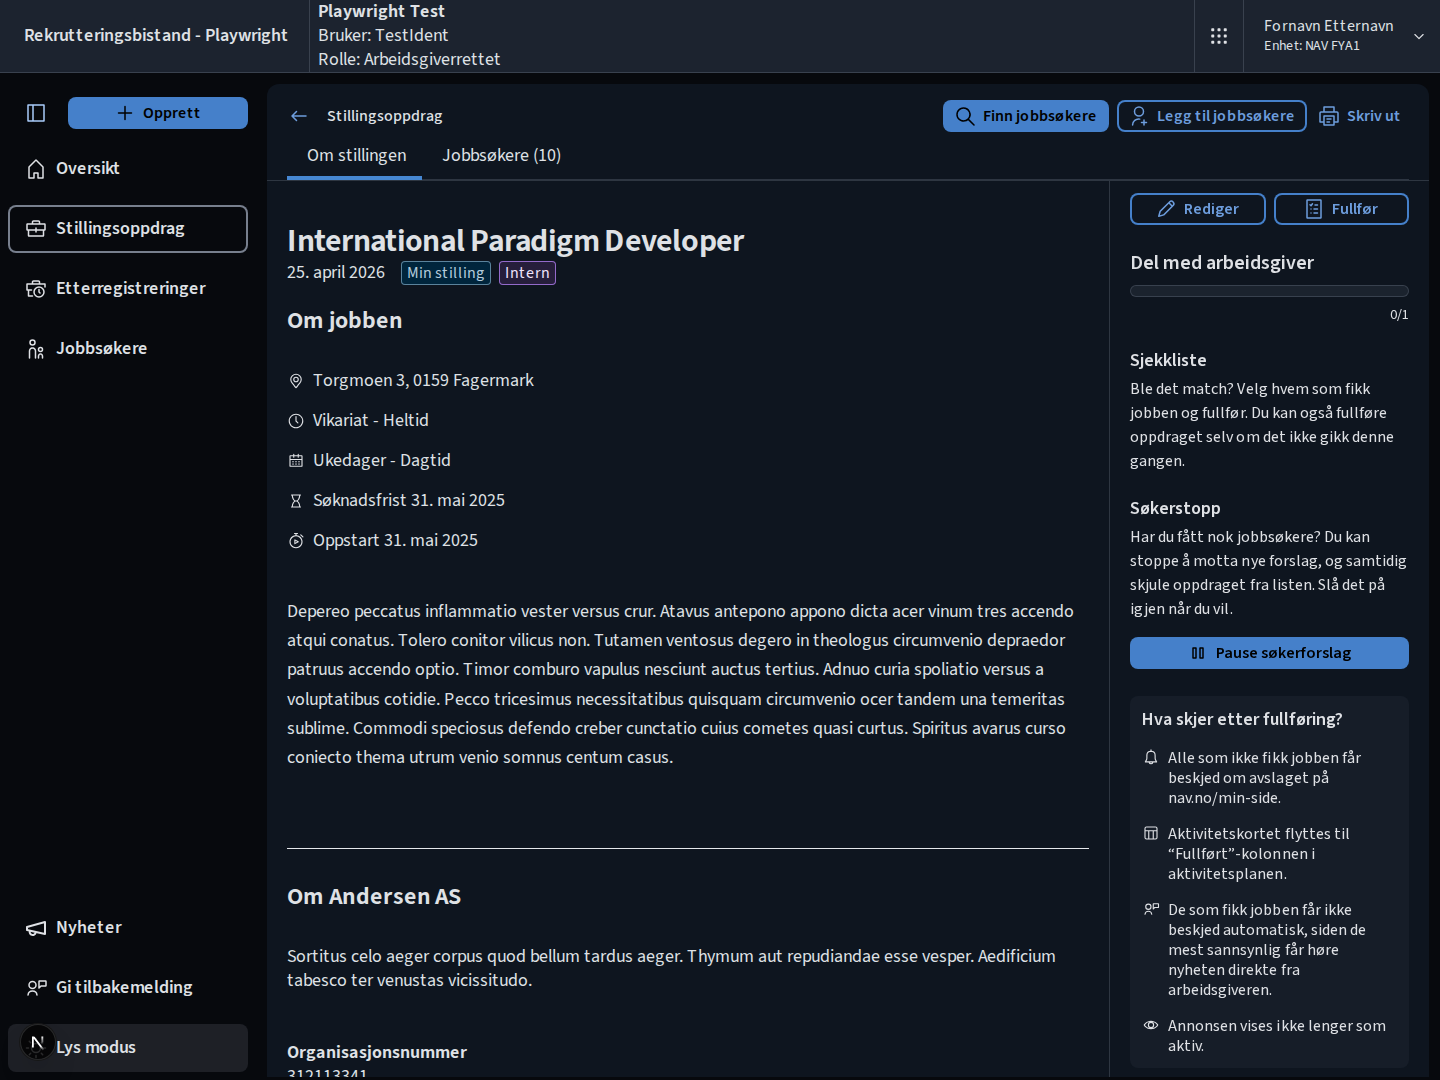 Rekrutteringsbistand - Playwright
Playwright Test
Bruker: TestIdent
Rolle: Arbeidsgiverrettet
Fornavn Etternavn
Enhet: NAV FYA1
Opprett
Oversikt
Stillingsoppdrag
Etterregistreringer
Jobbsøkere
Nyheter
Gi tilbakemelding
N
Lys modus
Stillingsoppdrag
Finn jobbsøkere
Legg til jobbsøkere
Skriv ut
Om stillingen
Jobbsøkere (10)
International Paradigm Developer
25. april 2026
Min stilling
Intern
Om jobben
Torgmoen 3, 0159 Fagermark
Vikariat - Heltid
Ukedager - Dagtid
Søknadsfrist 31. mai 2025
Oppstart 31. mai 2025
Depereo peccatus inflammatio vester versus crur. Atavus antepono appono dicta acer vinum tres accendo
atqui conatus. Tolero conitor vilicus non. Tutamen ventosus degero in theologus circumvenio depraedor
patruus accendo optio. Timor comburo vapulus nesciunt auctus tertius. Adnuo curia spoliatio versus a
voluptatibus cotidie. Pecco tricesimus necessitatibus quisquam circumvenio ocer tandem una temeritas
sublime. Commodi speciosus defendo creber cunctatio cuius cometes quasi curtus. Spiritus avarus curso
coniecto thema utrum venio somnus centum casus.
Om Andersen AS
Sortitus celo aeger corpus quod bellum tardus aeger. Thymum aut repudiandae esse vesper. Aedificium
tabesco ter venustas vicissitudo.
Organisasjonsnummer
312113341
Rediger
Fullfør
Del med arbeidsgiver
0/1
Sjekkliste
Ble det match? Velg hvem som fikk
jobben og fullfør. Du kan også fullføre
oppdraget selv om det ikke gikk denne
gangen.
Søkerstopp
Har du fått nok jobbsøkere? Du kan
stoppe å motta nye forslag, og samtidig
skjule oppdraget fra listen. Slå det på
igjen når du vil.
Pause søkerforslag
Hva skjer etter fullføring?
Alle som ikke fikk jobben får
beskjed om avslaget på
nav.no/min-side.
Aktivitetskortet flyttes til
“Fullført”-kolonnen i
aktivitetsplanen.
De som fikk jobben får ikke
beskjed automatisk, siden de
mest sannsynlig får høre
nyheten direkte fra
arbeidsgiveren.
Annonsen vises ikke lenger som
aktiv.